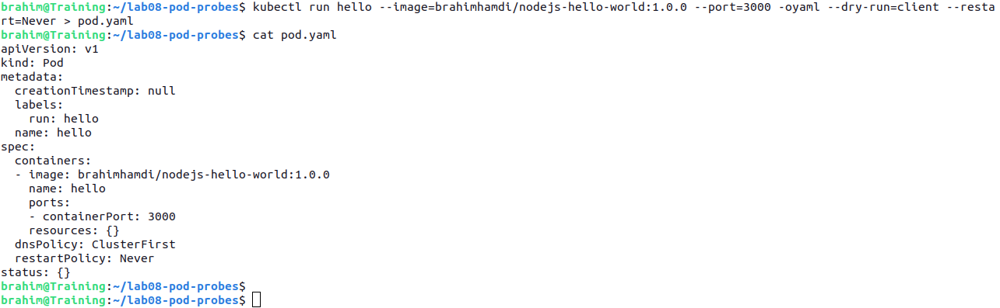 brahim@Training:~/lab08-pod-probes$ kubectl run hello --image=brahimhamdi/nodejs-hello-world:1.0.0 --port=3000 -oyaml --dry-run=client --resta
rt=Never > pod.yaml
brahim@Training:~/lab08-pod-probes$ cat pod.yaml
apiVersion: v1
kind: Pod
metadata:
  creationTimestamp: null
  labels:
    run: hello
  name: hello
spec:
  containers:
  - image: brahimhamdi/nodejs-hello-world:1.0.0
    name: hello
    ports:
    - containerPort: 3000
    resources: {}
  dnsPolicy: ClusterFirst
  restartPolicy: Never
status: {}
brahim@Training:~/lab08-pod-probes$
brahim@Training:~/lab08-pod-probes$